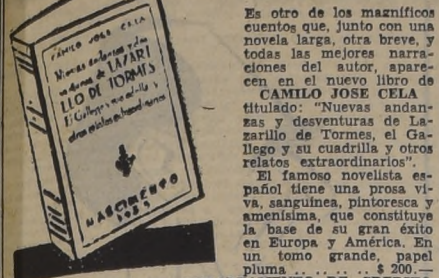 CAMILO JOSE CELA
Nuevas andanzas y des
venturas de LAZARI
LLO DE TORMES
El Gallego y su cuadrilla y
otros relatos extraordinarios
NASCIMENTO
Es otro de los magníficos
cuentos que, junto con una
novela larga, otra breve, y
todas las mejores narra-
ciones del autor, apare-
cen en el nuevo libro de
CAMILO JOSE CELA
titulado: "Nuevas andan-
zas y desventuras de La-
zarillo de Tormes, el Ga-
llego y su cuadrilla y otros
relatos extraordinarios".
El famoso novelista es-
pañol tiene una prosa vi-
va, sanguínea, pintoresca y
amenísima, que constituye
la base de su gran éxito
en Europa y América. En
un tomo grande, papel
pluma .. .. .. .. $ 200.—